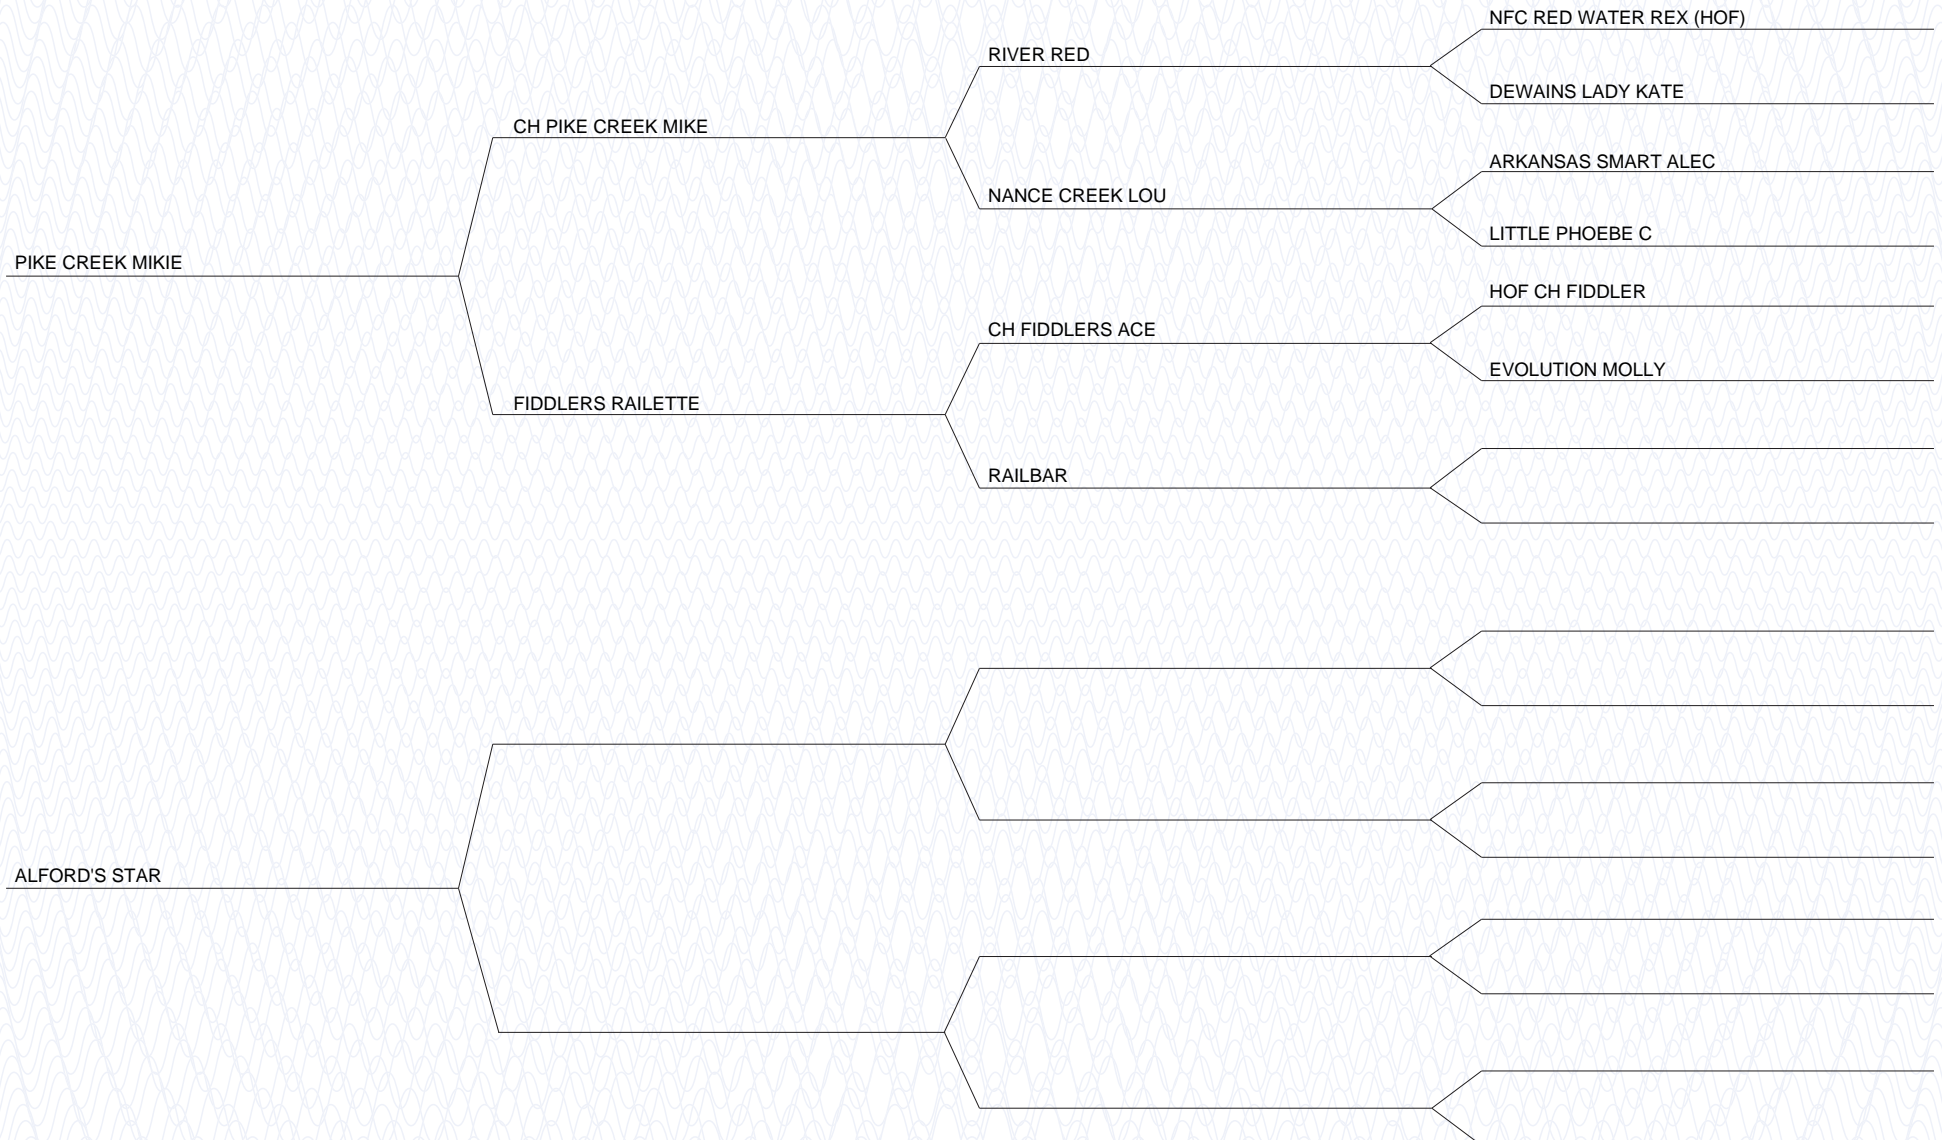 NFC RED WATER REX (HOF)
RIVER RED
DEWAINS LADY KATE
CH PIKE CREEK MIKE
ARKANSAS SMART ALEC
NANCE CREEK LOU
LITTLE PHOEBE C
PIKE CREEK MIKIE
HOF CH FIDDLER
CH FIDDLERS ACE
EVOLUTION MOLLY
FIDDLERS RAILETTE
RAILBAR
ALFORD'S STAR